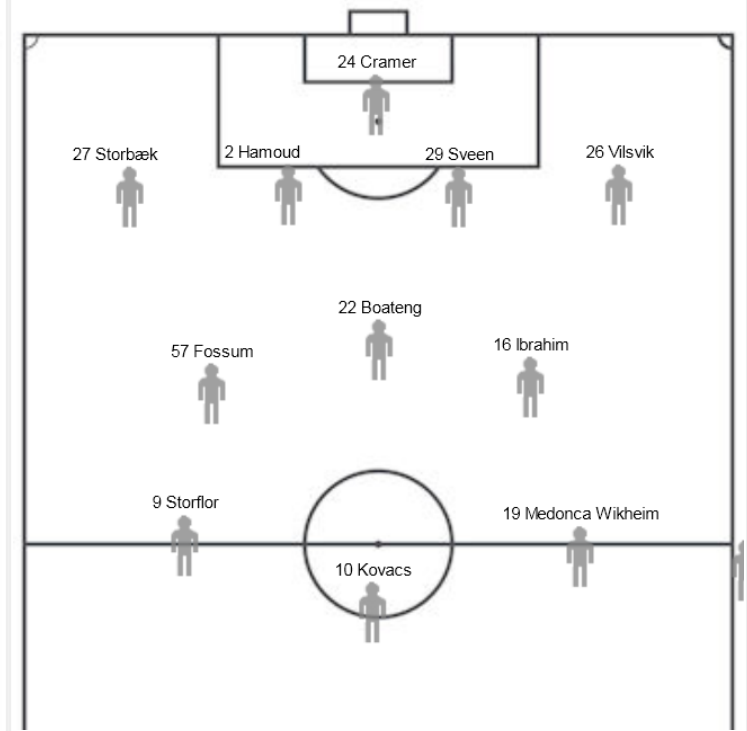 24 Cramer
27 Storbæk
2 Hamoud
29 Sveen
26 Vilsvik
22 Boateng
57 Fossum
16 Ibrahim
9 Storflor
19 Medonca Wikheim
10 Kovacs